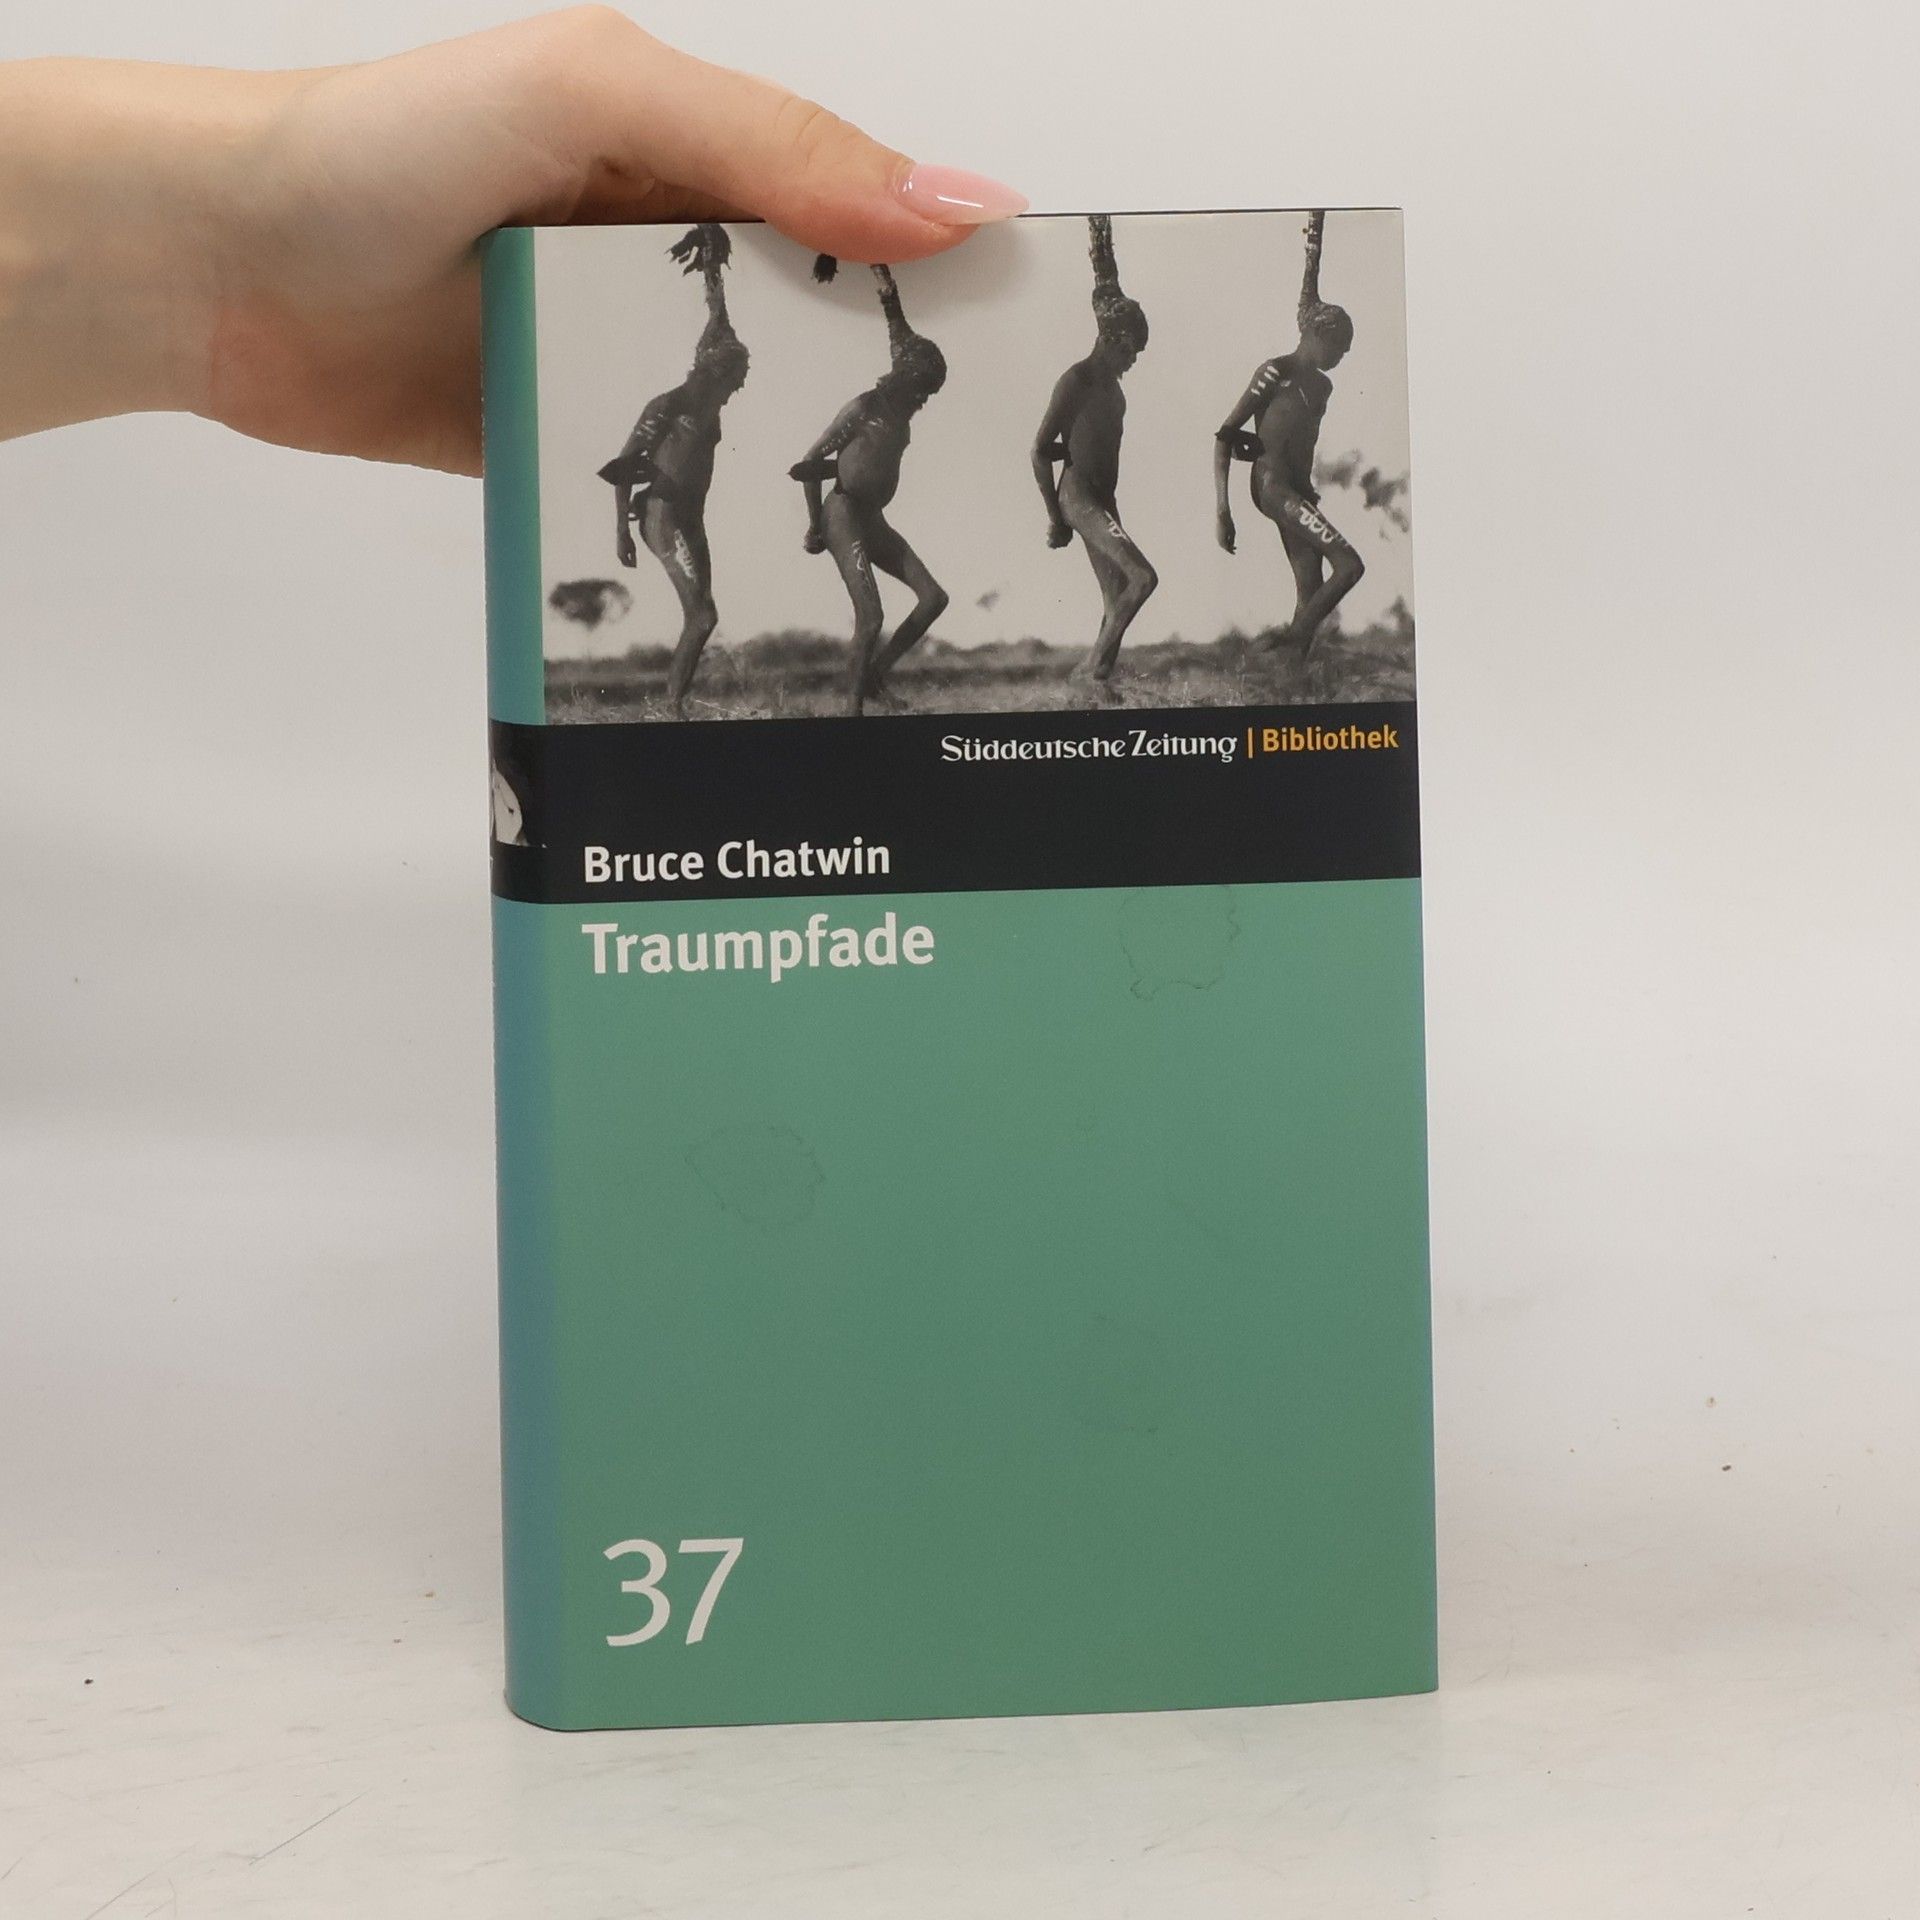 Süddeutsche Zeitung | Bibliothek
Bruce Chatwin
Traumpfade
37